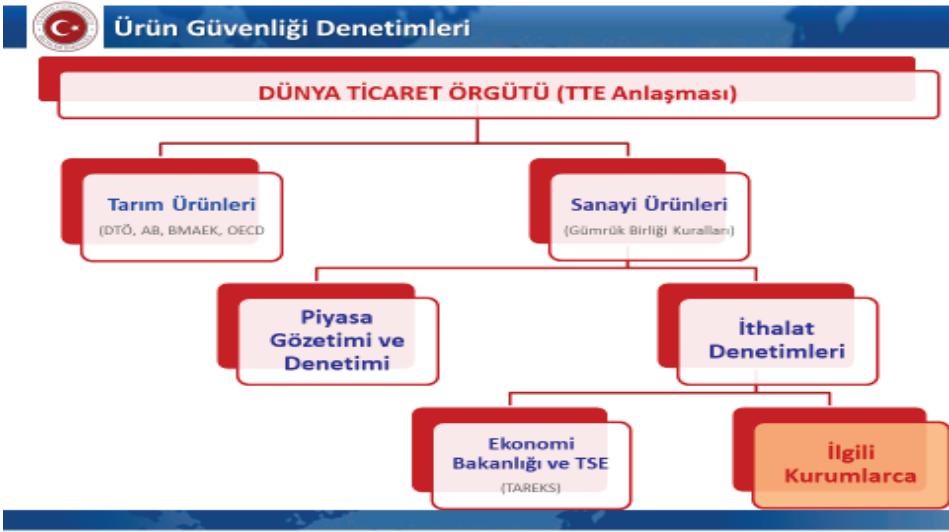 Ürün Güvenliği Denetimleri
DÜNYA TİCARET ÖRGÜTÜ (TTE Anlaşması)
Tarım Ürünleri
(DTÖ, AB, BMAEK, OECD
Sanayi Ürünleri
(Gümrük Birliği Kuralları)
Piyasa
Gözetimi ve
Denetimi
İthalat
Denetimleri
Ekonomi
Bakanlığı ve TSE
(TAREKS)
İlgili
Kurumlarca